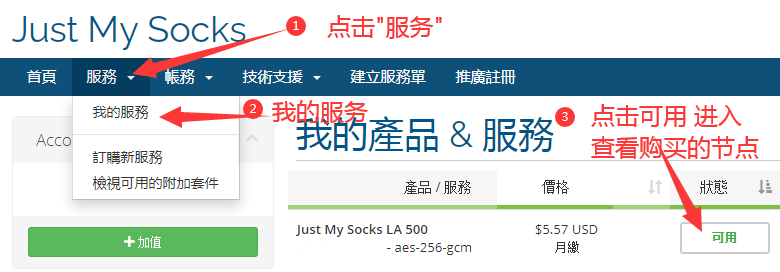 Just My Socks
1 点击"服务"
首頁 服務 帳務 技術支援 建立服務單 推廣註冊
我的服務
2 我的服务
訂購新服務
檢視可用的附加套件
Acco
+ 加值
我的產品 & 服務
3 点击可用 进入
查看购买的节点
產品 / 服務 價格 狀態
Just My Socks LA 500 $5.57 USD 可用
- aes-256-gcm 月繳